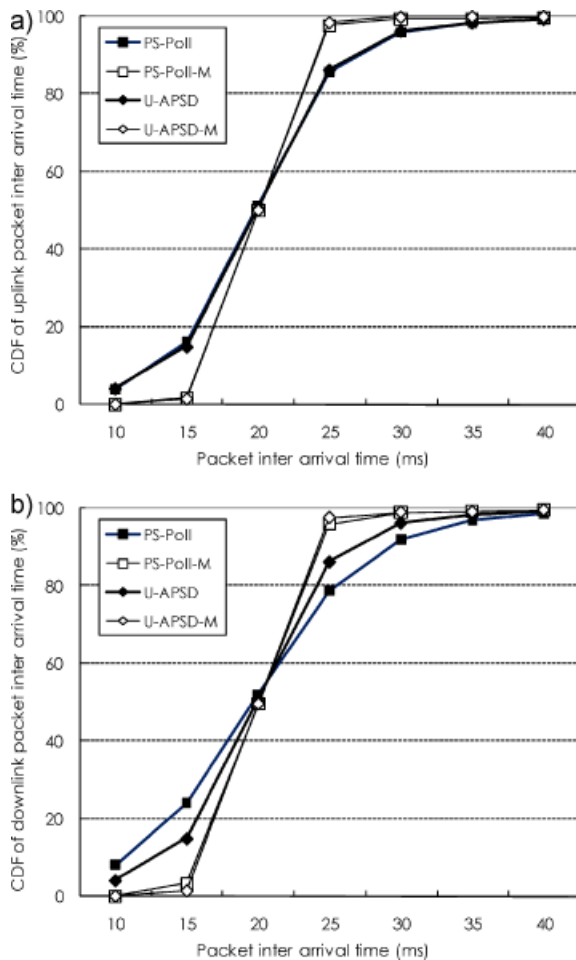 a)
CDF of uplink packet inter arrival time (%)
100
80
60
40
20
0
PS-Poll
PS-Poll-M
U-APSD
U-APSD-M
10 15 20 25 30 35 40
Packet inter arrival time (ms)
b)
CDF of downlink packet inter arrival time (%)
100
80
60
40
20
0
PS-Poll
PS-Poll-M
U-APSD
U-APSD-M
10 15 20 25 30 35 40
Packet inter arrival time (ms)